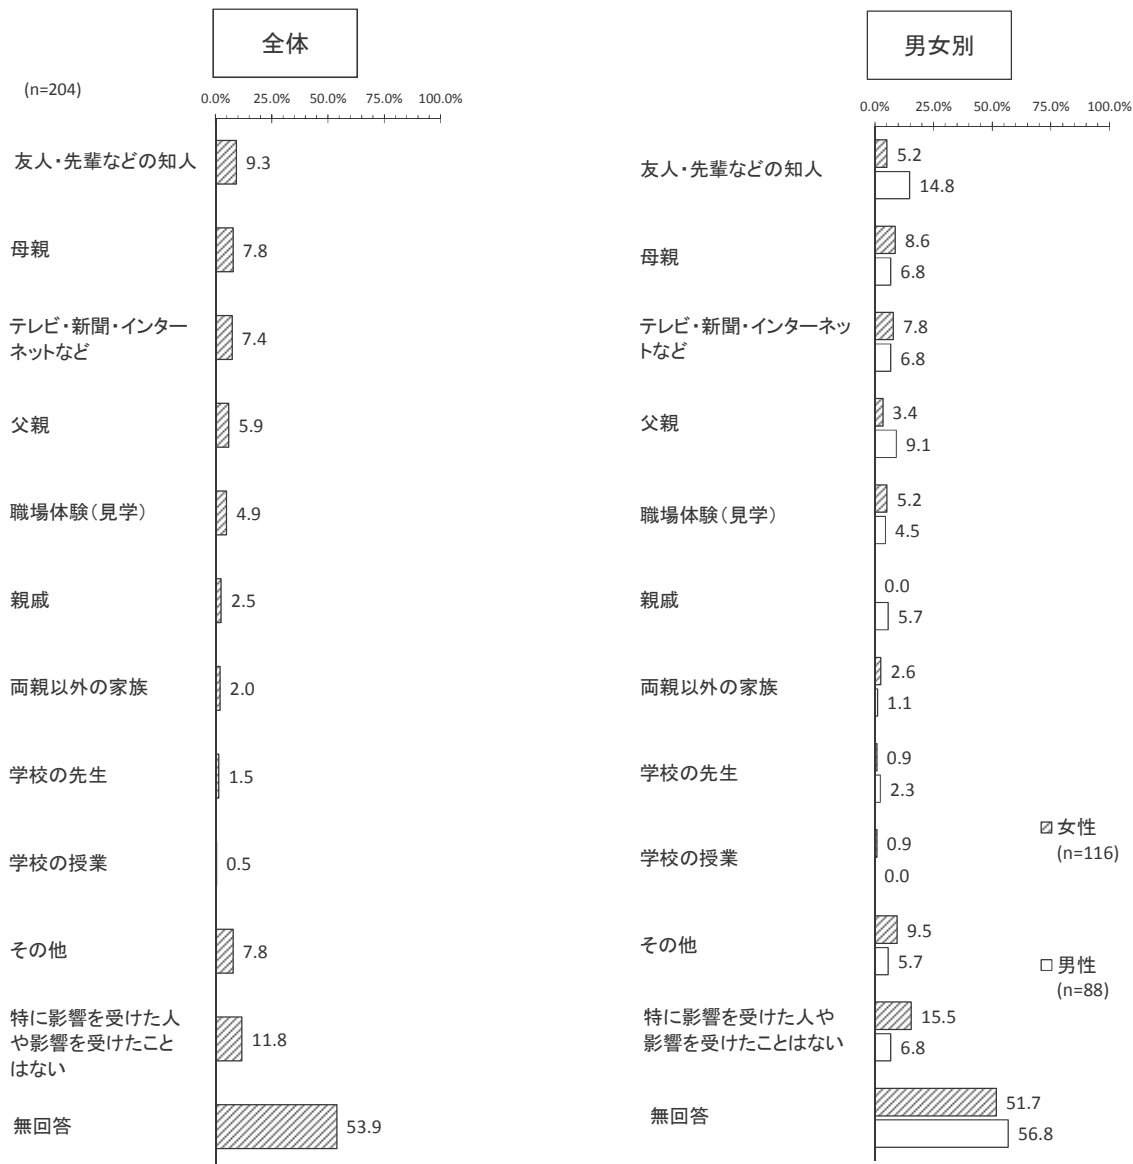 全体
(n=204)
0.0% 25.0% 50.0% 75.0% 100.0%
友人・先輩などの知人 9.3
母親 7.8
テレビ・新聞・インター
ネットなど 7.4
父親 5.9
職場体験(見学) 4.9
親戚 2.5
両親以外の家族 2.0
学校の先生 1.5
学校の授業 0.5
その他 7.8
特に影響を受けた人
や影響を受けたこと 11.8
はない
無回答 53.9
男女別
0.0% 25.0% 50.0% 75.0% 100.0%
友人・先輩などの知人
5.2
14.8
母親
8.6
6.8
テレビ・新聞・インターネッ
トなど
7.8
6.8
父親
3.4
9.1
職場体験(見学)
5.2
4.5
親戚
0.0
5.7
両親以外の家族
2.6
1.1
学校の先生
0.9
2.3
学校の授業
0.9
0.0
その他
9.5
5.7
特に影響を受けた人や
影響を受けたことはない
15.5
6.8
無回答
51.7
56.8
女性
(n=116)
男性
(n=88)